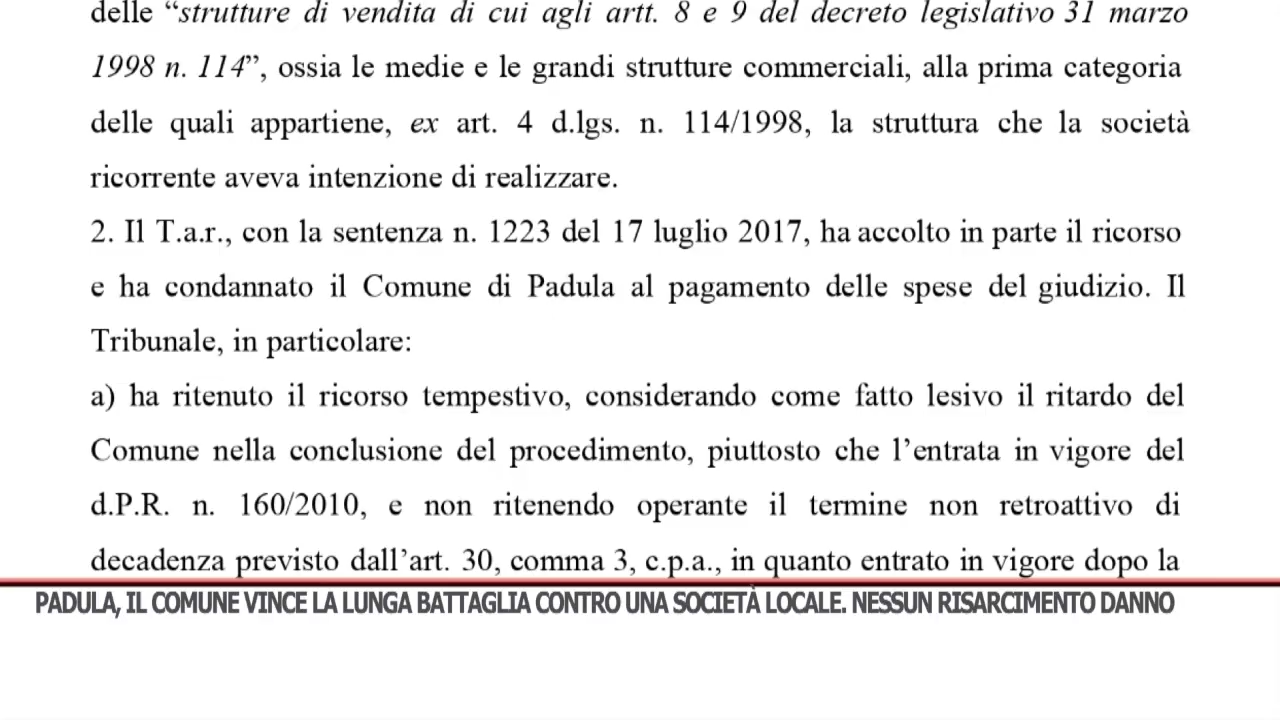 delle “strutture di vendita di cui agli artt. 8 e 9 del decreto legislativo 31 marzo
1998 n. 114”, ossia le medie e le grandi strutture commerciali, alla prima categoria
delle quali appartiene, ex art. 4 d.lgs. n. 114/1998, la struttura che la società
ricorrente aveva intenzione di realizzare.
2. Il T.a.r., con la sentenza n. 1223 del 17 luglio 2017, ha accolto in parte il ricorso
e ha condannato il Comune di Padula al pagamento delle spese del giudizio. Il
Tribunale, in particolare:
a) ha ritenuto il ricorso tempestivo, considerando come fatto lesivo il ritardo del
Comune nella conclusione del procedimento, piuttosto che l’entrata in vigore del
d.P.R. n. 160/2010, e non ritenendo operante il termine non retroattivo di
decadenza previsto dall’art. 30, comma 3, c.p.a., in quanto entrato in vigore dopo la
PADULA, IL COMUNE VINCE LA LUNGA BATTAGLIA CONTRO UNA SOCIETÀ LOCALE. NESSUN RISARCIMENTO DANNO